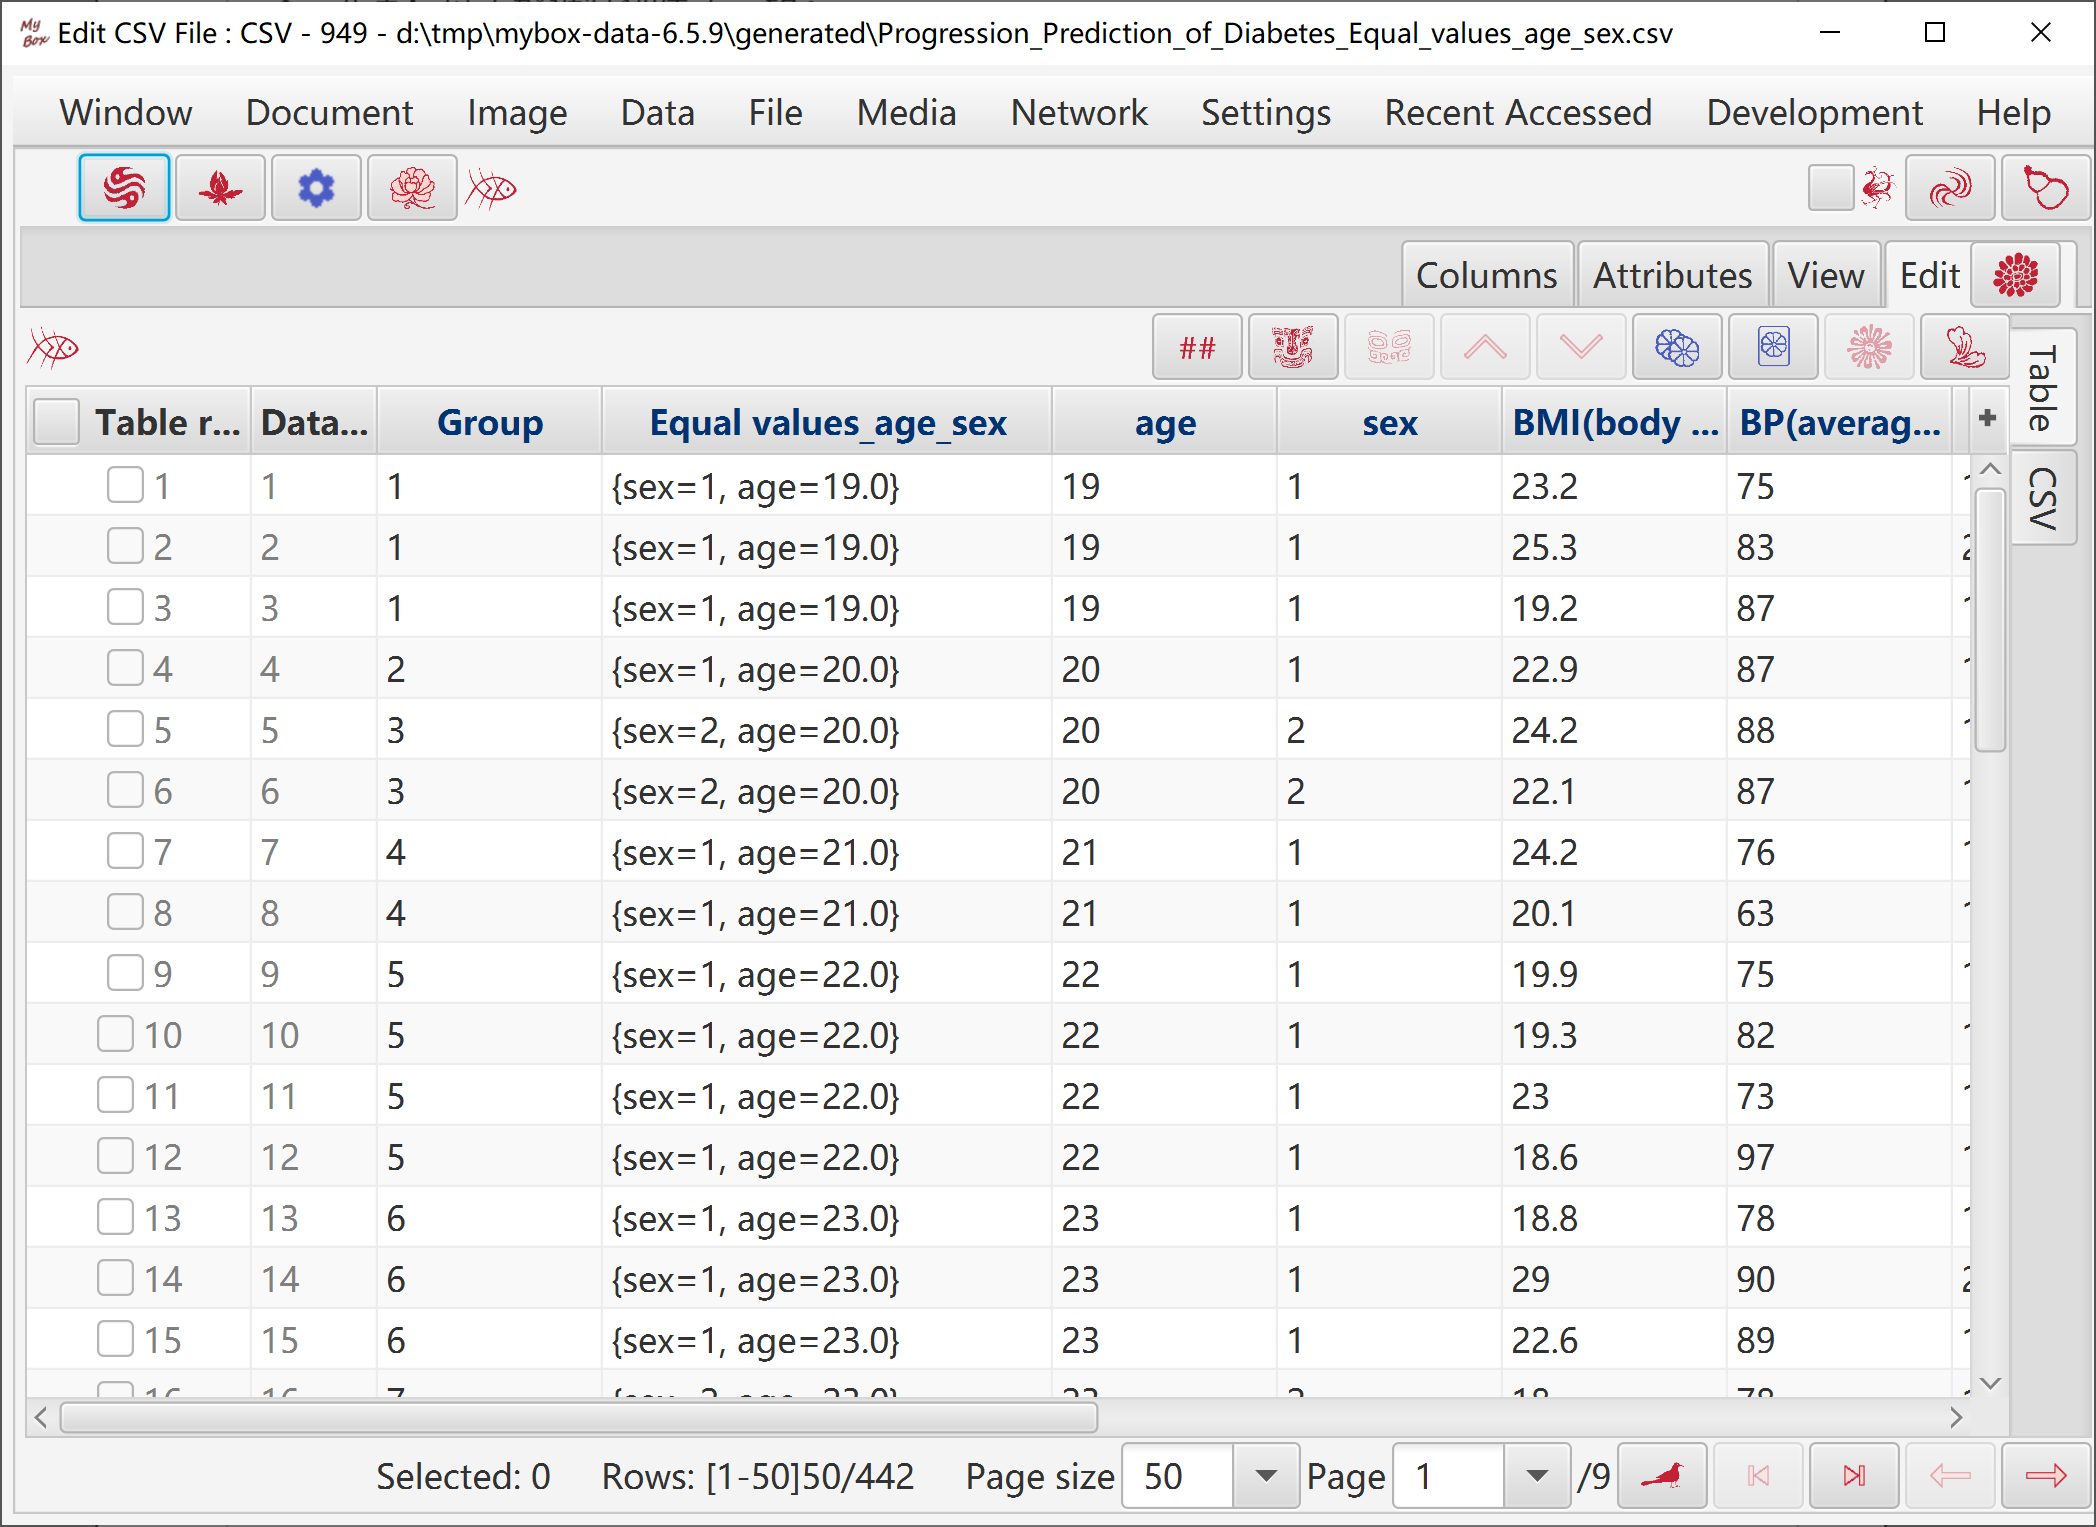 My Box Edit CSV File : CSV - 949 - d:\tmp\mybox-data-6.5.9\generated\Progression_Prediction_of_Diabetes_Equal_values_age_sex.csv
Window Document Image Data File Media Network Settings Recent Accessed Development Help
Columns Attributes View Edit
##
Table
CSV
Table r... Data... Group Equal values_age_sex age sex BMI(body ... BP(averag... +
1 1 1 {sex=1, age=19.0} 19 1 23.2 75
2 2 1 {sex=1, age=19.0} 19 1 25.3 83
3 3 1 {sex=1, age=19.0} 19 1 19.2 87
4 4 2 {sex=1, age=20.0} 20 1 22.9 87
5 5 3 {sex=2, age=20.0} 20 2 24.2 88
6 6 3 {sex=2, age=20.0} 20 2 22.1 87
7 7 4 {sex=1, age=21.0} 21 1 24.2 76
8 8 4 {sex=1, age=21.0} 21 1 20.1 63
9 9 5 {sex=1, age=22.0} 22 1 19.9 75
10 10 5 {sex=1, age=22.0} 22 1 19.3 82
11 11 5 {sex=1, age=22.0} 22 1 23 73
12 12 5 {sex=1, age=22.0} 22 1 18.6 97
13 13 6 {sex=1, age=23.0} 23 1 18.8 78
14 14 6 {sex=1, age=23.0} 23 1 29 90
15 15 6 {sex=1, age=23.0} 23 1 22.6 89
Selected: 0 Rows: [1-50]50/442 Page size 50 Page 1 /9